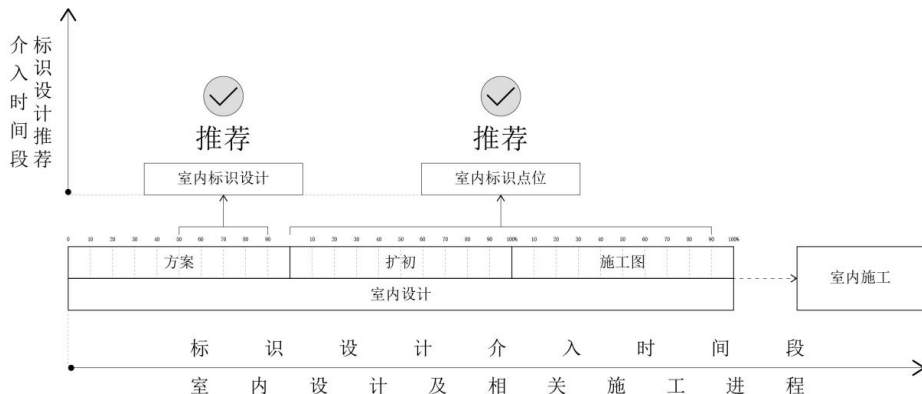 标识设计推荐
介入时间段
推荐
推荐
室内标识设计
室内标识点位
0 10 20 30 40 50 60 70 80 90 10 20 30 40 50 60 70 80 90 100% 10 20 30 40 50 60 70 80 90 100%
方案
扩初
施工图
室内设计
室内施工
标识设计介入时间段
室内设计及相关施工进程